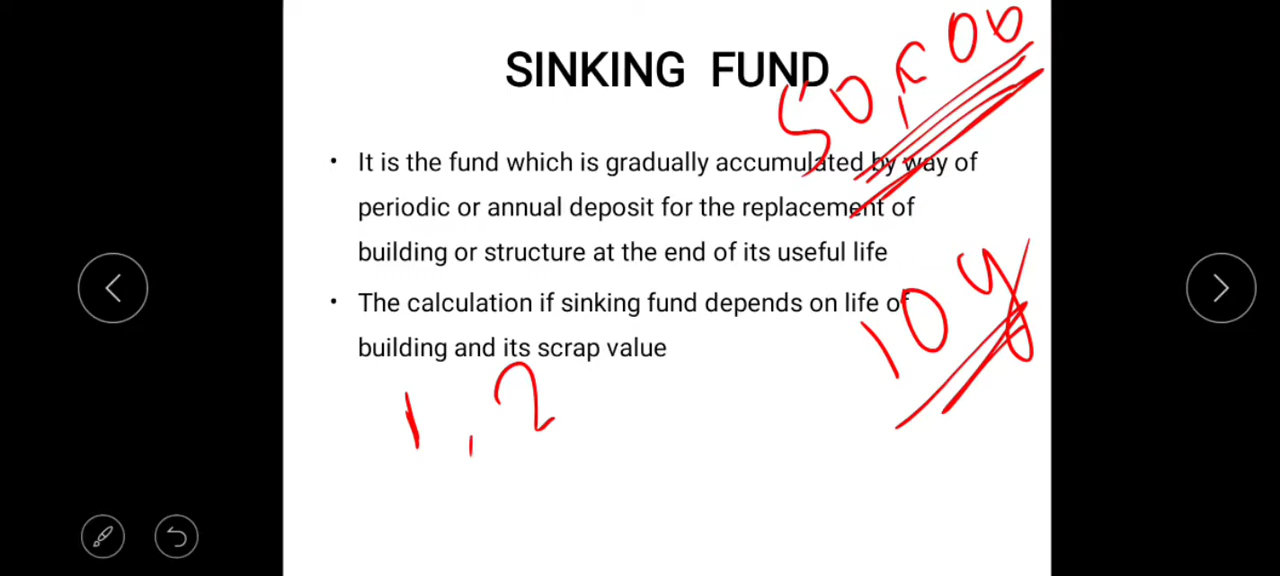 SINKING FUND
50,000
• It is the fund which is gradually accumulated by way of
periodic or annual deposit for the replacement of
building or structure at the end of its useful life
• The calculation if sinking fund depends on life of
building and its scrap value
10 y
1, 2